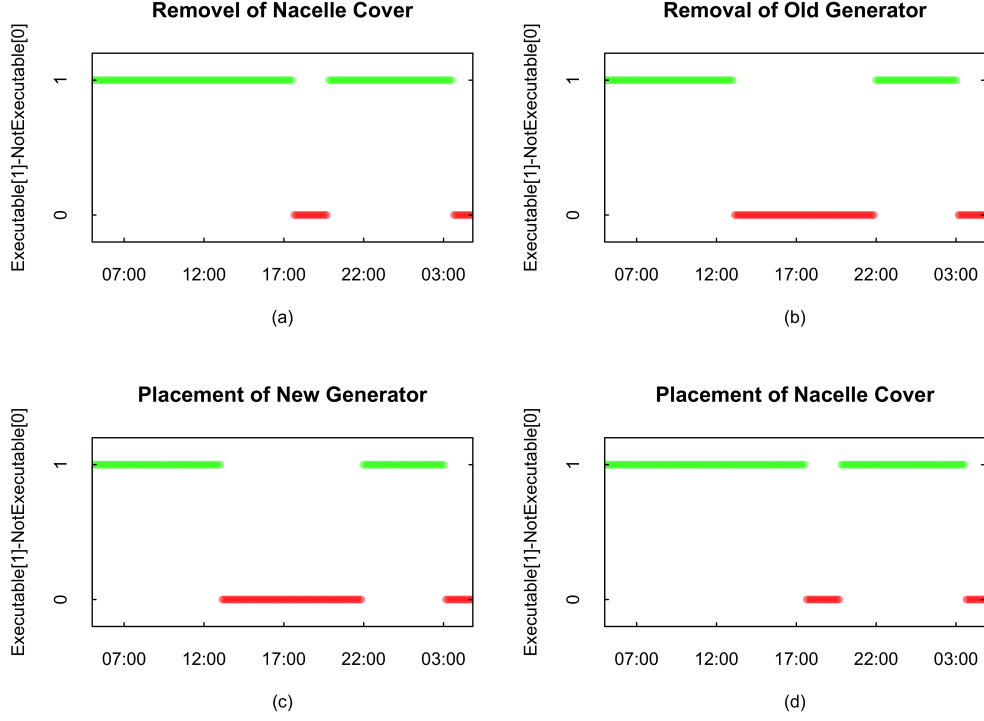 Removel of Nacelle Cover
Executable[1]-NotExecutable[0]
1
0
07:00 12:00 17:00 22:00 03:00
(a)
Removal of Old Generator
Executable[1]-NotExecutable[0]
1
0
07:00 12:00 17:00 22:00 03:00
(b)
Placement of New Generator
Executable[1]-NotExecutable[0]
1
0
07:00 12:00 17:00 22:00 03:00
(c)
Placement of Nacelle Cover
Executable[1]-NotExecutable[0]
1
0
07:00 12:00 17:00 22:00 03:00
(d)